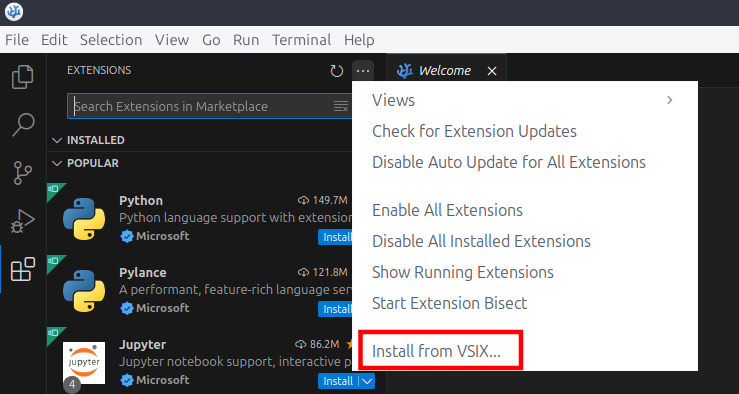 File Edit Selection View Go Run Terminal Help
EXTENSIONS
Welcome
Search Extensions in Marketplace
INSTALLED
POPULAR
Python 149.7M
Python language support with extension
Microsoft Install
Pylance 121.8M
A performant, feature-rich language ser
Microsoft Install
Jupyter 86.2M
jupyter
Jupyter notebook support, interactive p
4
Microsoft Install
Views
Check for Extension Updates
Disable Auto Update for All Extensions
Enable All Extensions
Disable All Installed Extensions
Show Running Extensions
Start Extension Bisect
Install from VSIX...